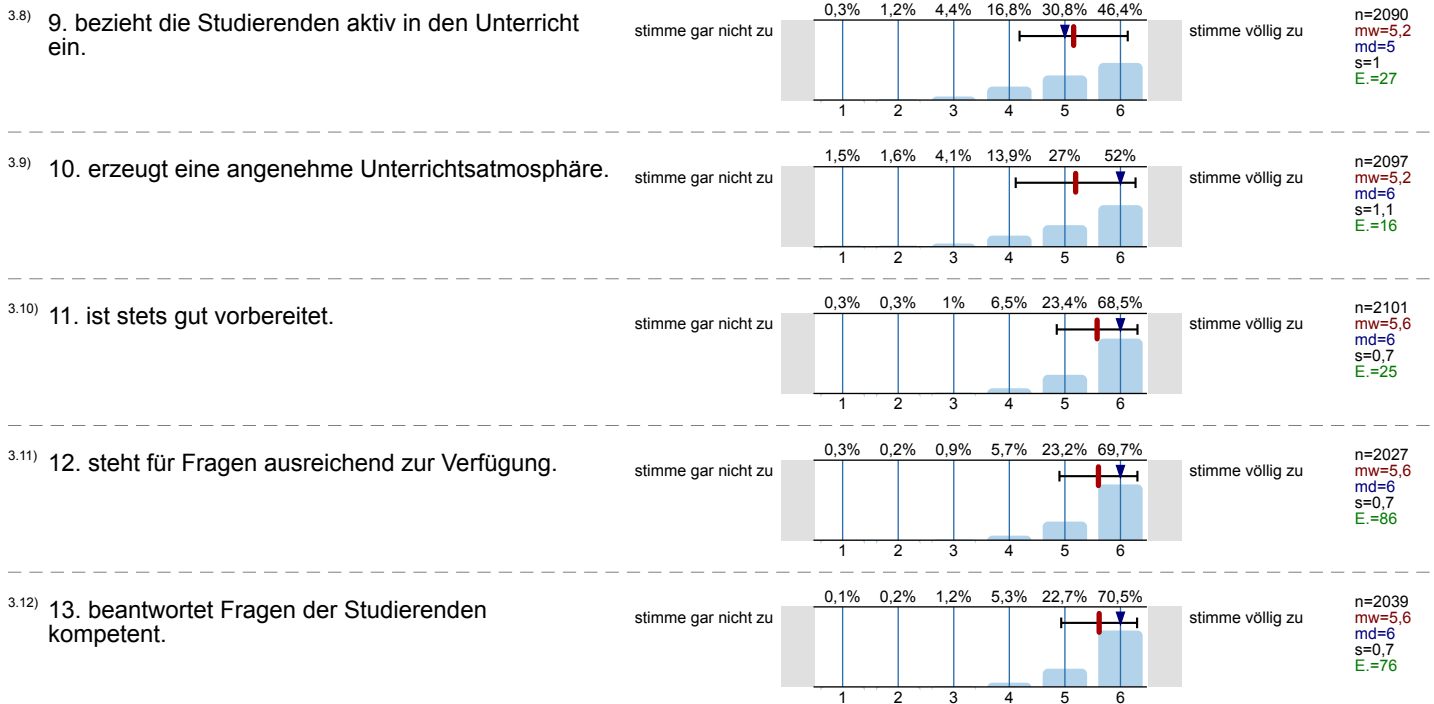 3.8) 9. bezieht die Studierenden aktiv in den Unterricht
ein.
stimme gar nicht zu
0,3% 1,2% 4,4% 16,8% 30,8% 46,4%
1 2 3 4 5 6
stimme völlig zu
n=2090
mw=5,2
md=5
s=1
E.=27
3.9) 10. erzeugt eine angenehme Unterrichtsatmosphäre.
stimme gar nicht zu
1,5% 1,6% 4,1% 13,9% 27% 52%
1 2 3 4 5 6
stimme völlig zu
n=2097
mw=5,2
md=6
s=1,1
E.=16
3.10) 11. ist stets gut vorbereitet.
stimme gar nicht zu
0,3% 0,3% 1% 6,5% 23,4% 68,5%
1 2 3 4 5 6
stimme völlig zu
n=2101
mw=5,6
md=6
s=0,7
E.=25
3.11) 12. steht für Fragen ausreichend zur Verfügung.
stimme gar nicht zu
0,3% 0,2% 0,9% 5,7% 23,2% 69,7%
1 2 3 4 5 6
stimme völlig zu
n=2027
mw=5,6
md=6
s=0,7
E.=86
3.12) 13. beantwortet Fragen der Studierenden
kompetent.
stimme gar nicht zu
0,1% 0,2% 1,2% 5,3% 22,7% 70,5%
1 2 3 4 5 6
stimme völlig zu
n=2039
mw=5,6
md=6
s=0,7
E.=76